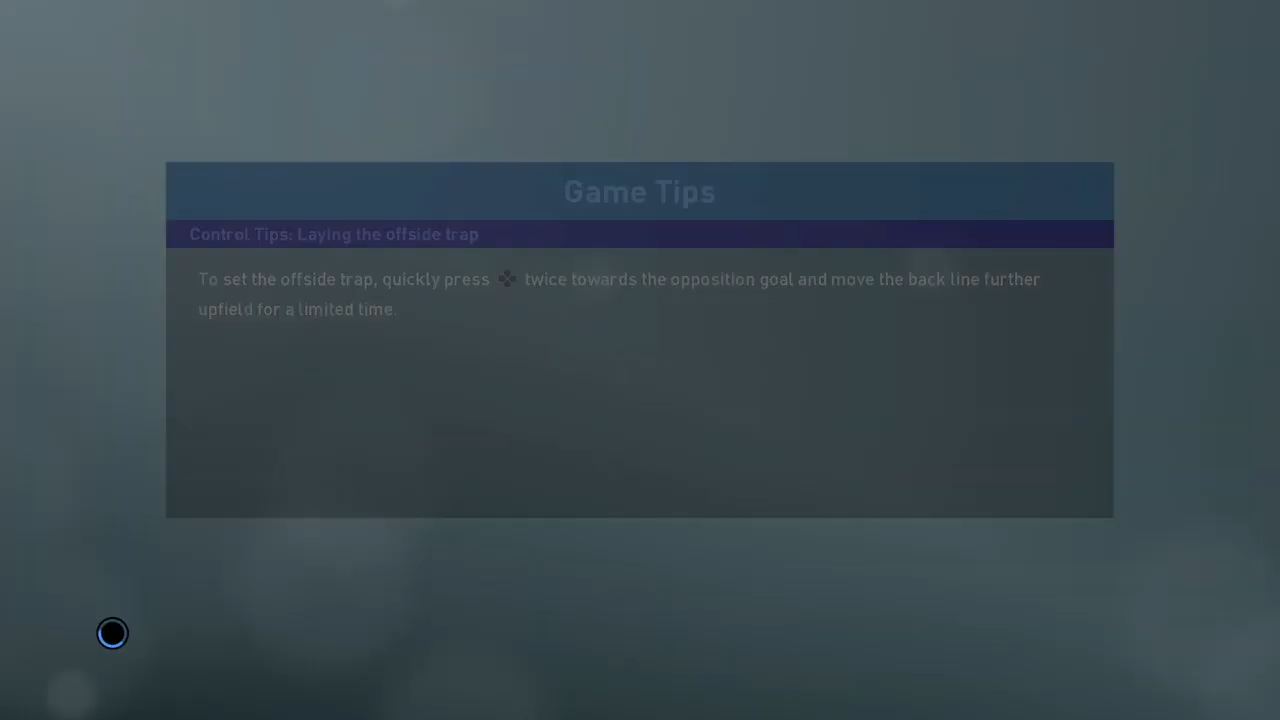 Game Tips
Control Tips: Laying the offside trap
To set the offside trap, quickly press twice towards the opposition goal and move the back line further
upfield for a limited time.